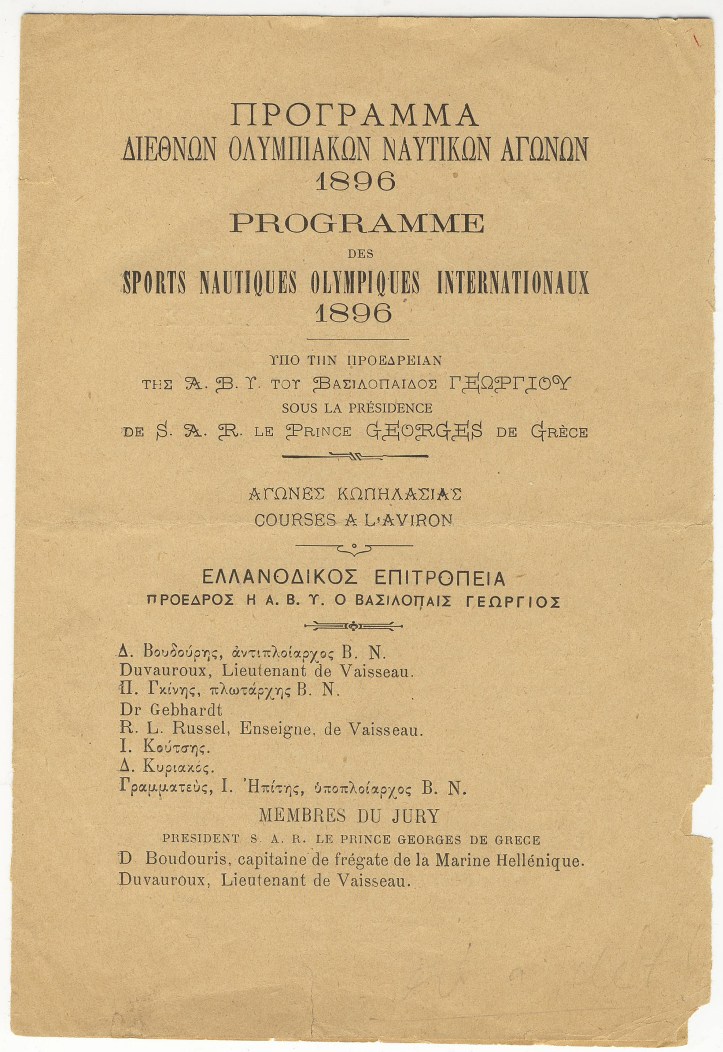 ΠΡΟΓΡΑΜΜΑ
ΔΙΕΘΝΩΝ ΟΛΥΜΠΙΑΚΩΝ ΝΑΥΤΙΚΩΝ ΑΓΩΝΩΝ
1896
PROGRAMME
DES
SPORTS NAUTIQUES OLYMPIQUES INTERNATIONAUX
1896
ΥΠΟ ΤΗΝ ΠΡΟΕΔΡΕΙΑΝ
ΤΗΣ Α. Β. Υ. ΤΟΥ ΒΑΣΙΛΟΠΑΙΔΟΣ ΓΕΩΡΓΙΟΥ
SOUS LA PRÉSIDENCE
DE S. A. R. LE PRINCE GEORGES DE GRÈCE
ΑΓΩΝΕΣ ΚΩΠΗΛΑΣΙΑΣ
COURSES A L'AVIRON
ΕΛΛΑΝΟΔΙΚΟΣ ΕΠΙΤΡΟΠΕΙΑ
ΠΡΟΕΔΡΟΣ Η Α. Β. Υ. Ο ΒΑΣΙΛΟΠΑΙΣ ΓΕΩΡΓΙΟΣ
Δ. Βουδούρης, ἀντιπλοίαρχος Β. Ν.
Duvauroux, Lieutenant de Vaisseau.
Π. Γκίνης, πλωτάρχης Β. Ν.
Dr Gebhardt
R. L. Russel, Enseigne, de Vaisseau.
Ι. Κούτσης.
Δ. Κυριακός.
Γραμματεὺς, Ι. Ἠπίτης, ὑποπλοίαρχος Β. Ν.
MEMBRES DU JURY
PRESIDENT S. A. R. LE PRINCE GEORGES DE GRECE
D Boudouris, capitaine de frégate de la Marine Hellénique.
Duvauroux, Lieutenant de Vaisseau.